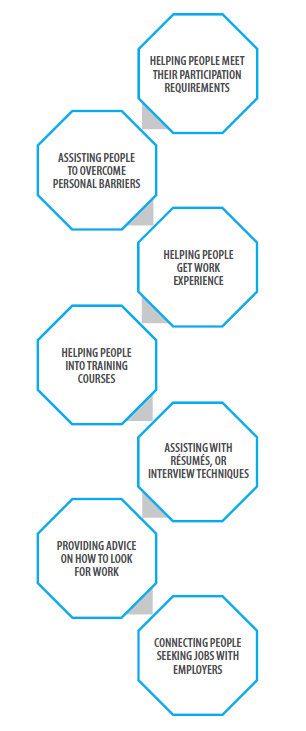 HELPING PEOPLE MEET
THEIR PARTICIPATION
REQUIREMENTS
ASSISTING PEOPLE
TO OVERCOME
PERSONAL BARRIERS
HELPING PEOPLE
GET WORK
EXPERIENCE
HELPING PEOPLE
INTO TRAINING
COURSES
ASSISTING WITH
RÉSUMÉS, OR
INTERVIEW TECHNIQUES
PROVIDING ADVICE
ON HOW TO LOOK
FOR WORK
CONNECTING PEOPLE
SEEKING JOBS WITH
EMPLOYERS